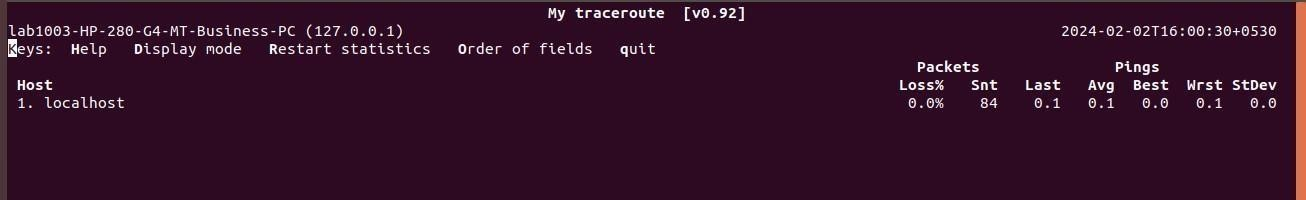 My traceroute [v0.92]
lab1003-HP-280-G4-MT-Business-PC (127.0.0.1) 2024-02-02T16:00:30+0530
Keys: Help Display mode Restart statistics Order of fields quit
Packets Pings
Host Loss% Snt Last Avg Best Wrst StDev
1. localhost 0.0% 84 0.1 0.1 0.0 0.1 0.0